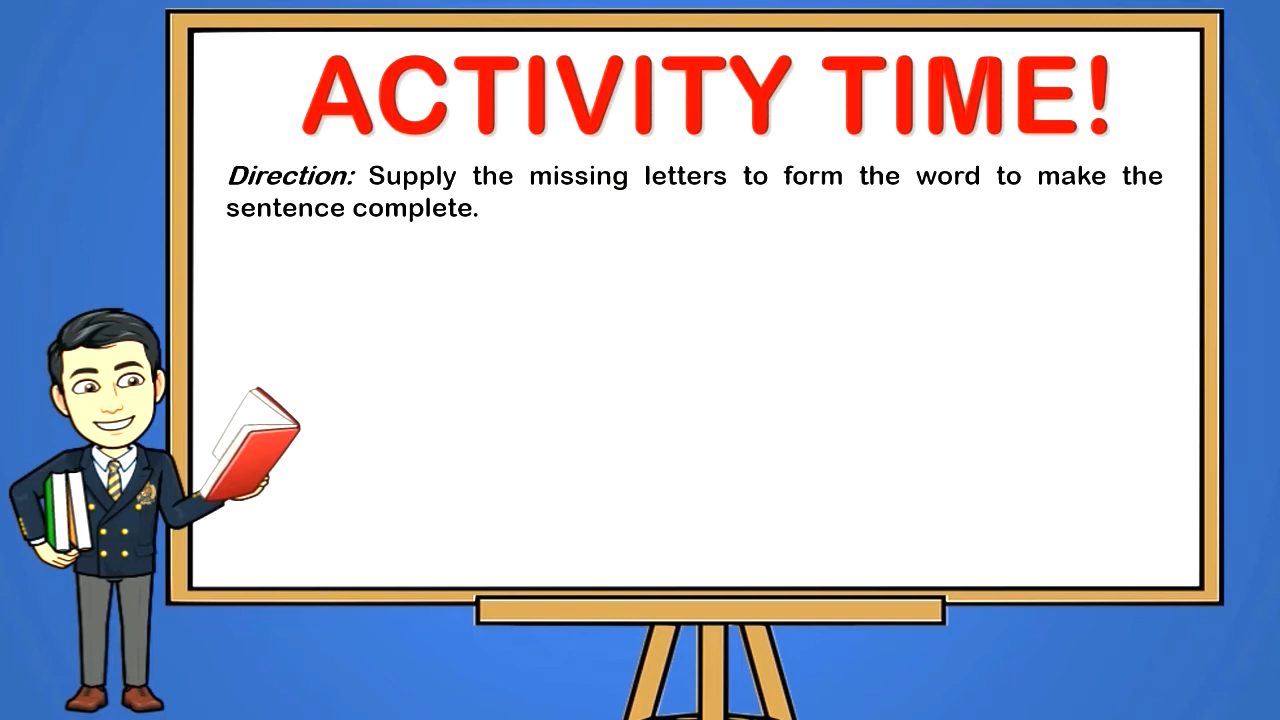 ACTIVITY TIME!
Direction: Supply the missing letters to form the word to make the
sentence complete.